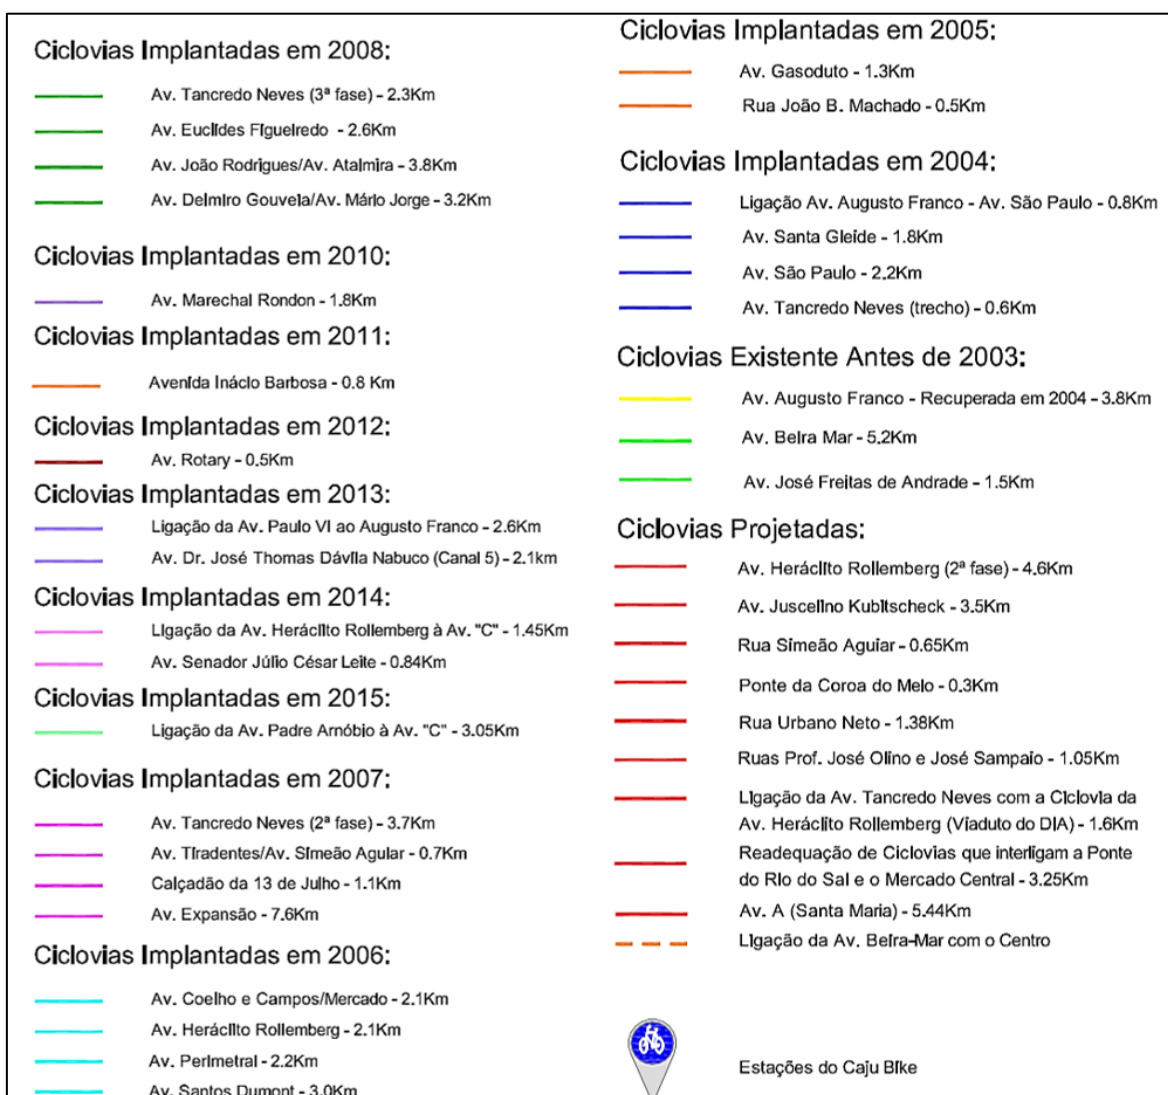 Ciclovias Implantadas em 2008:
Av. Tancredo Neves (3ª fase) - 2.3Km
Av. Euclides Figueiredo - 2.6Km
Av. João Rodrigues/Av. Atalmira - 3.8Km
Av. Delmiro Gouveia/Av. Mário Jorge - 3.2Km
Ciclovias Implantadas em 2010:
Av. Marechal Rondon - 1.8Km
Ciclovias Implantadas em 2011:
Avenida Inácio Barbosa - 0.8 Km
Ciclovias Implantadas em 2012:
Av. Rotary - 0.5Km
Ciclovias Implantadas em 2013:
Ligação da Av. Paulo VI ao Augusto Franco - 2.6Km
Av. Dr. José Thomas Dávila Nabuco (Canal 5) - 2.1km
Ciclovias Implantadas em 2014:
Ligação da Av. Heráclito Rollemberg à Av. "C" - 1.45Km
Av. Senador Júlio César Leite - 0.84Km
Ciclovias Implantadas em 2015:
Ligação da Av. Padre Arnóbio à Av. "C" - 3.05Km
Ciclovias Implantadas em 2007:
Av. Tancredo Neves (2ª fase) - 3.7Km
Av. Tiradentes/Av. Simeão Aguiar - 0.7Km
Calçadão da 13 de Julho - 1.1Km
Av. Expansão - 7.6Km
Ciclovias Implantadas em 2006:
Av. Coelho e Campos/Mercado - 2.1Km
Av. Heráclito Rollemberg - 2.1Km
Av. Perimetral - 2.2Km
Av. Santos Dumont - 3.0Km
Ciclovias Implantadas em 2005:
Av. Gasoduto - 1.3Km
Rua João B. Machado - 0.5Km
Ciclovias Implantadas em 2004:
Ligação Av. Augusto Franco - Av. São Paulo - 0.8Km
Av. Santa Gleide - 1.8Km
Av. São Paulo - 2.2Km
Av. Tancredo Neves (trecho) - 0.6Km
Ciclovias Existente Antes de 2003:
Av. Augusto Franco - Recuperada em 2004 - 3.8Km
Av. Beira Mar - 5.2Km
Av. José Freitas de Andrade - 1.5Km
Ciclovias Projetadas:
Av. Heráclito Rollemberg (2ª fase) - 4.6Km
Av. Juscelino Kubitscheck - 3.5Km
Rua Simeão Aguiar - 0.65Km
Ponte da Coroa do Melo - 0.3Km
Rua Urbano Neto - 1.38Km
Ruas Prof. José Olino e José Sampaio - 1.05Km
Ligação da Av. Tancredo Neves com a Ciclovia da
Av. Heráclito Rollemberg (Viaduto do DIA) - 1.6Km
Readequação de Ciclovias que interligam a Ponte
do Rio do Sal e o Mercado Central - 3.25Km
Av. A (Santa Maria) - 5.44Km
Ligação da Av. Beira-Mar com o Centro
Estações do Caju Bike